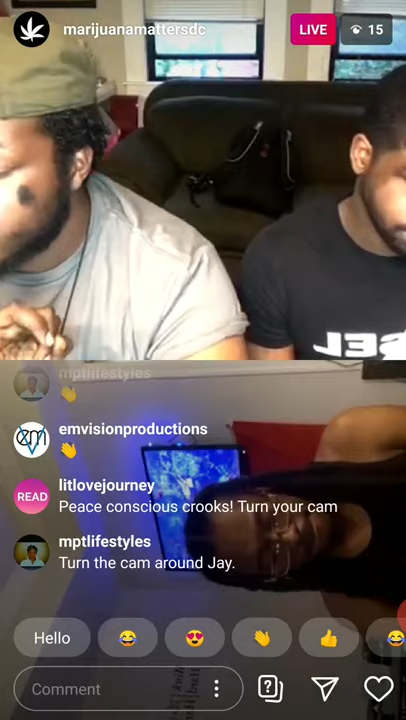 marijuanamattersdc
LIVE
15
mptlifestyles
emvisionproductions
READ
litlovejourney
Peace conscious crooks! Turn your cam
mptlifestyles
Turn the cam around Jay.
Hello
Comment